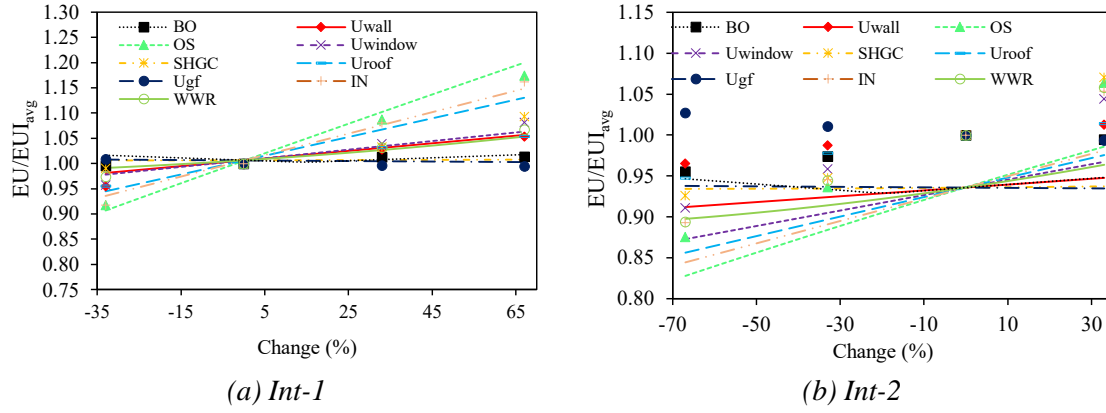 1.30
1.25
1.20
1.15
1.10
1.05
1.00
0.95
0.90
0.85
0.80
0.75
EU/EUI_avg
BO
Uwall
OS
Uwindow
SHGC
Uroof
Ugf
IN
WWR
-35 -15 5 25 45 65
Change (%)
(a) Int-1
1.15
1.10
1.05
1.00
0.95
0.90
0.85
0.80
EU/EUI_avg
BO Uwall OS
Uwindow SHGC Uroof
Ugf IN WWR
-70 -50 -30 -10 10 30
Change (%)
(b) Int-2